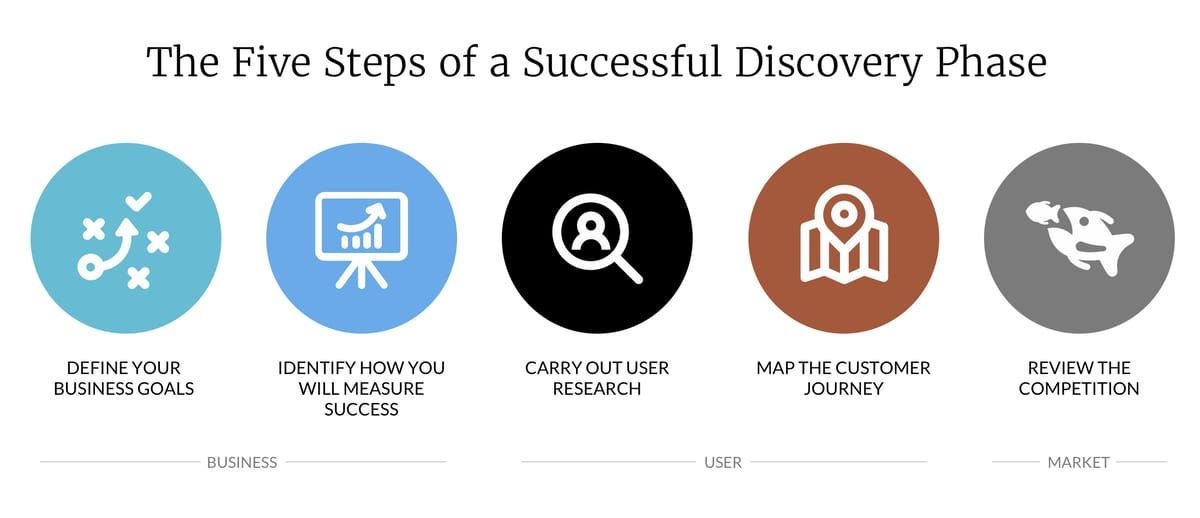 The Five Steps of a Successful Discovery Phase
DEFINE YOUR
BUSINESS GOALS
IDENTIFY HOW YOU
WILL MEASURE
SUCCESS
CARRY OUT USER
RESEARCH
MAP THE CUSTOMER
JOURNEY
REVIEW THE
COMPETITION
BUSINESS
USER
MARKET